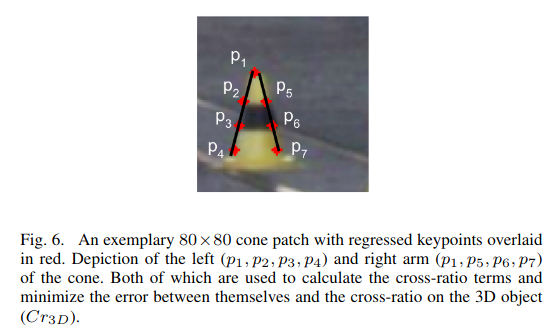 p1
p2 p5
p3 p6
p4 p7
Fig. 6. An exemplary 80×80 cone patch with regressed keypoints overlaid
in red. Depiction of the left (p1, p2, p3, p4) and right arm (p1, p5, p6, p7)
of the cone. Both of which are used to calculate the cross-ratio terms and
minimize the error between themselves and the cross-ratio on the 3D object
(Cr3D).